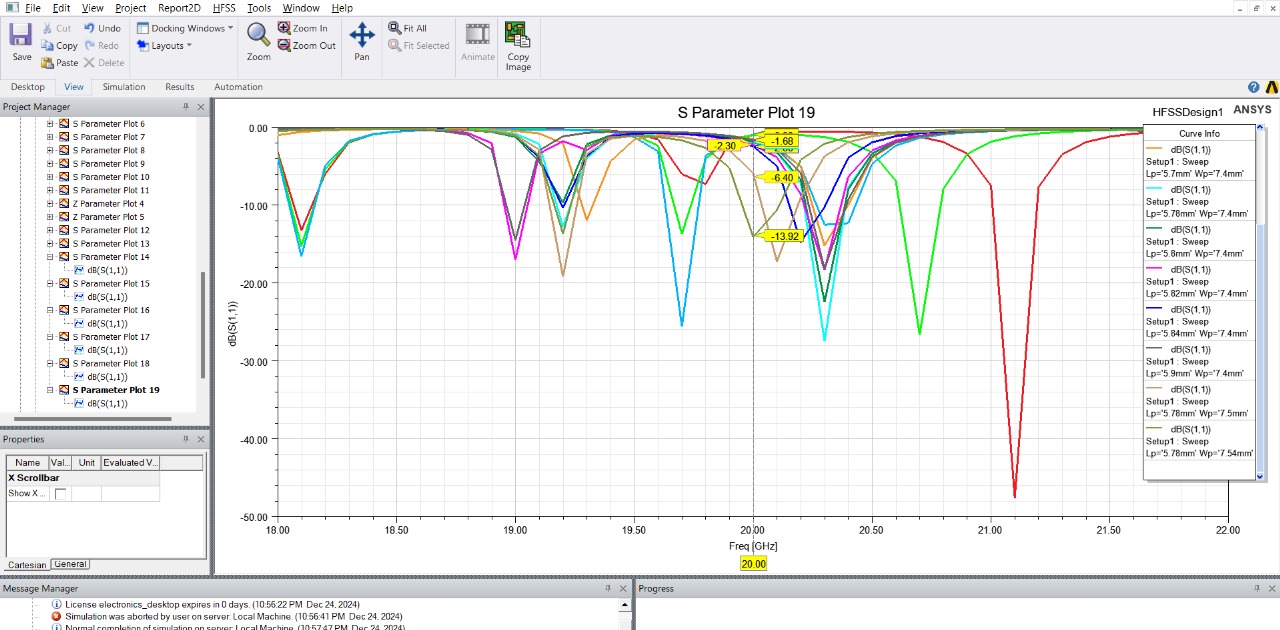 File Edit View Project Report2D HFSS Tools Window Help
Save Cut Copy Paste Undo Redo Delete
Docking Windows Layouts
Zoom Zoom In Zoom Out
Pan
Fit All Fit Selected
Animate
Copy Image
Desktop View Simulation Results Automation
Project Manager
S Parameter Plot 6
S Parameter Plot 7
S Parameter Plot 8
S Parameter Plot 9
S Parameter Plot 10
S Parameter Plot 11
Z Parameter Plot 4
Z Parameter Plot 5
S Parameter Plot 12
S Parameter Plot 13
S Parameter Plot 14
dB(S(1,1))
S Parameter Plot 15
dB(S(1,1))
S Parameter Plot 16
dB(S(1,1))
S Parameter Plot 17
dB(S(1,1))
S Parameter Plot 18
dB(S(1,1))
S Parameter Plot 19
dB(S(1,1))
Properties
Name Val... Unit Evaluated V...
X Scrollbar
Show X ...
Cartesian General
S Parameter Plot 19
HFSSDesign1 ANSYS
0.00
-10.00
-20.00
-30.00
-40.00
-50.00
dB(S(1,1))
-2.30
-1.68
-6.40
-13.92
18.00 18.50 19.00 19.50 20.00 20.50 21.00 21.50 22.00
Freq [GHz]
20.00
Curve Info
dB(S(1,1))
Setup1 : Sweep
Lp='5.7mm' Wp='7.4mm'
dB(S(1,1))
Setup1 : Sweep
Lp='5.78mm' Wp='7.4mm'
dB(S(1,1))
Setup1 : Sweep
Lp='5.8mm' Wp='7.4mm'
dB(S(1,1))
Setup1 : Sweep
Lp='5.82mm' Wp='7.4mm'
dB(S(1,1))
Setup1 : Sweep
Lp='5.84mm' Wp='7.4mm'
dB(S(1,1))
Setup1 : Sweep
Lp='5.9mm' Wp='7.4mm'
dB(S(1,1))
Setup1 : Sweep
Lp='5.78mm' Wp='7.5mm'
dB(S(1,1))
Setup1 : Sweep
Lp='5.78mm' Wp='7.54mm'
Message Manager
License electronics_desktop expires in 0 days. (10:56:22 PM Dec 24, 2024)
Simulation was aborted by user on server: Local Machine. (10:56:41 PM Dec 24, 2024)
Normal completion of simulation on server: Local Machine. (10:57:47 PM Dec 24, 2024)
Progress